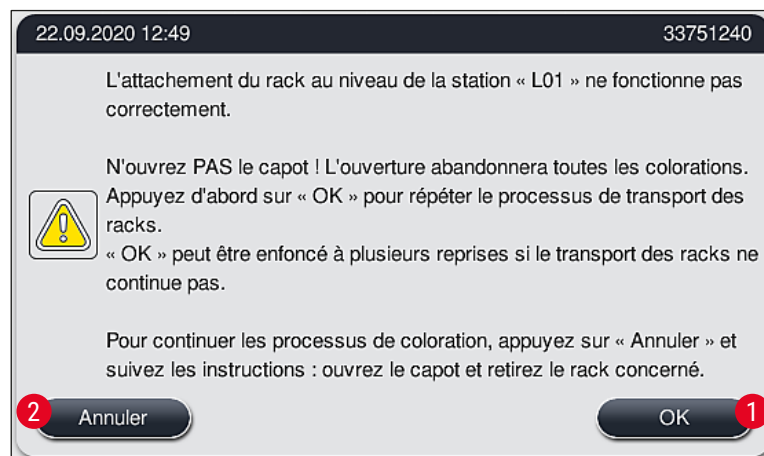 22.09.2020 12:49 33751240
L'attachement du rack au niveau de la station « L01 » ne fonctionne pas
correctement.
N'ouvrez PAS le capot ! L'ouverture abandonnera toutes les colorations.
Appuyez d'abord sur « OK » pour répéter le processus de transport des
racks.
« OK » peut être enfoncé à plusieurs reprises si le transport des racks ne
continue pas.
Pour continuer les processus de coloration, appuyez sur « Annuler » et
suivez les instructions : ouvrez le capot et retirez le rack concerné.
2 Annuler OK 1